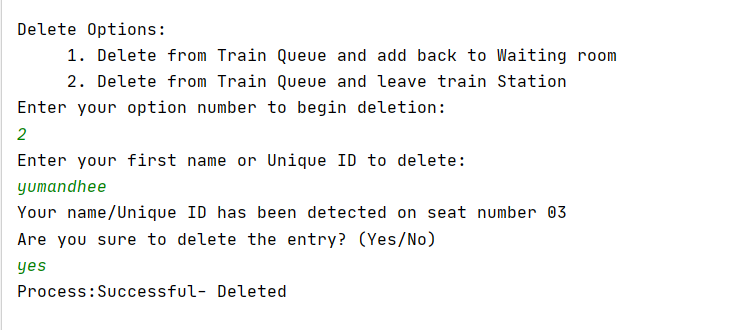 Delete Options:
1. Delete from Train Queue and add back to Waiting room
2. Delete from Train Queue and leave train Station
Enter your option number to begin deletion:
2
Enter your first name or Unique ID to delete:
yumandhee
Your name/Unique ID has been detected on seat number 03
Are you sure to delete the entry? (Yes/No)
yes
Process:Successful- Deleted